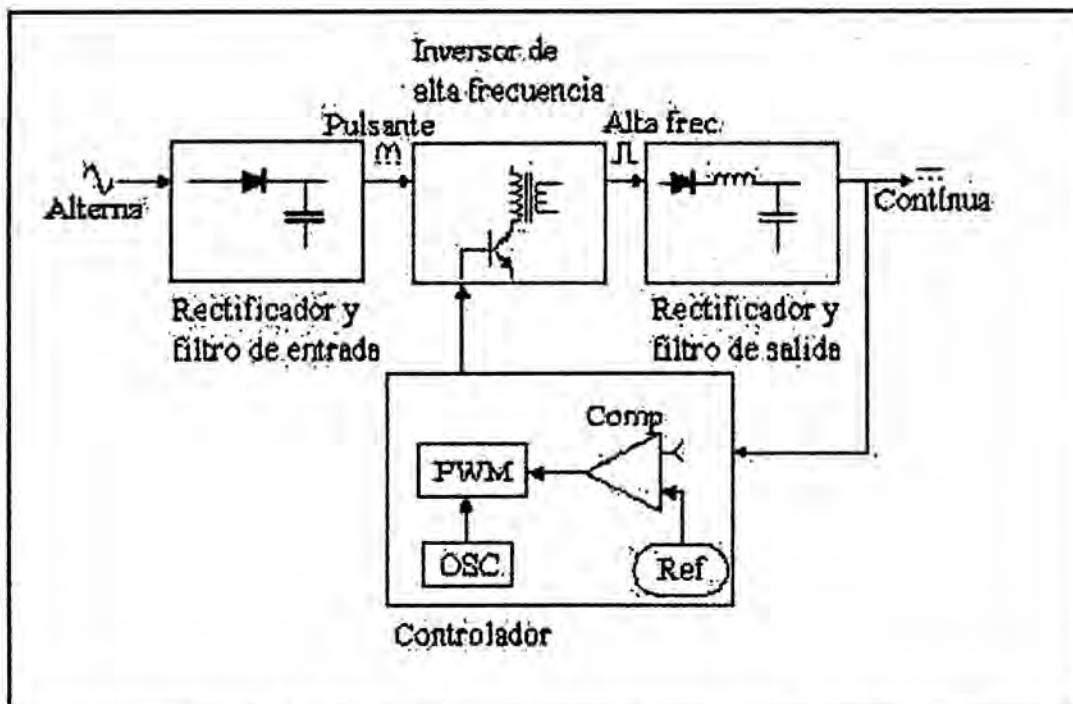 Inversor de
alta frecuencia
Pulsante
Alta frec.
Alterna
Contínua
Rectificador y
filtro de entrada
Rectificador y
filtro de salida
Comp
PWM
OSC
Ref
Controlador